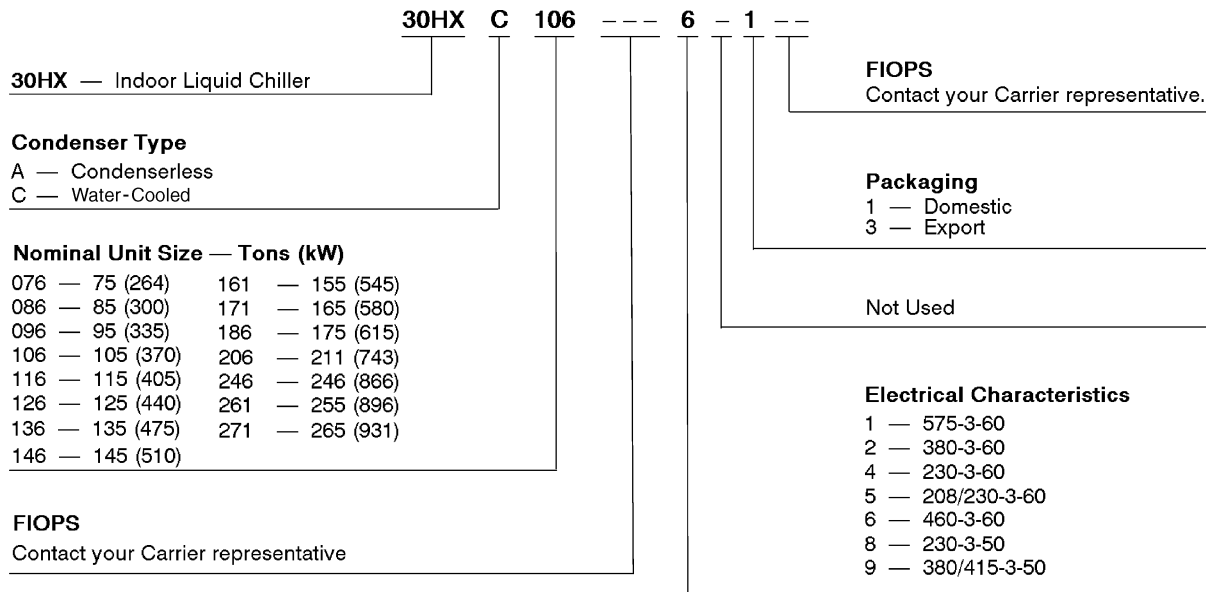 30HX C 106 - - - 6 - 1 - -
30HX — Indoor Liquid Chiller
Condenser Type
A — Condenserless
C — Water-Cooled
Nominal Unit Size — Tons (kW)
076 — 75 (264) 161 — 155 (545)
086 — 85 (300) 171 — 165 (580)
096 — 95 (335) 186 — 175 (615)
106 — 105 (370) 206 — 211 (743)
116 — 115 (405) 246 — 246 (866)
126 — 125 (440) 261 — 255 (896)
136 — 135 (475) 271 — 265 (931)
146 — 145 (510)
FIOPS
Contact your Carrier representative
FIOPS
Contact your Carrier representative.
Packaging
1 — Domestic
3 — Export
Not Used
Electrical Characteristics
1 — 575-3-60
2 — 380-3-60
4 — 230-3-60
5 — 208/230-3-60
6 — 460-3-60
8 — 230-3-50
9 — 380/415-3-50